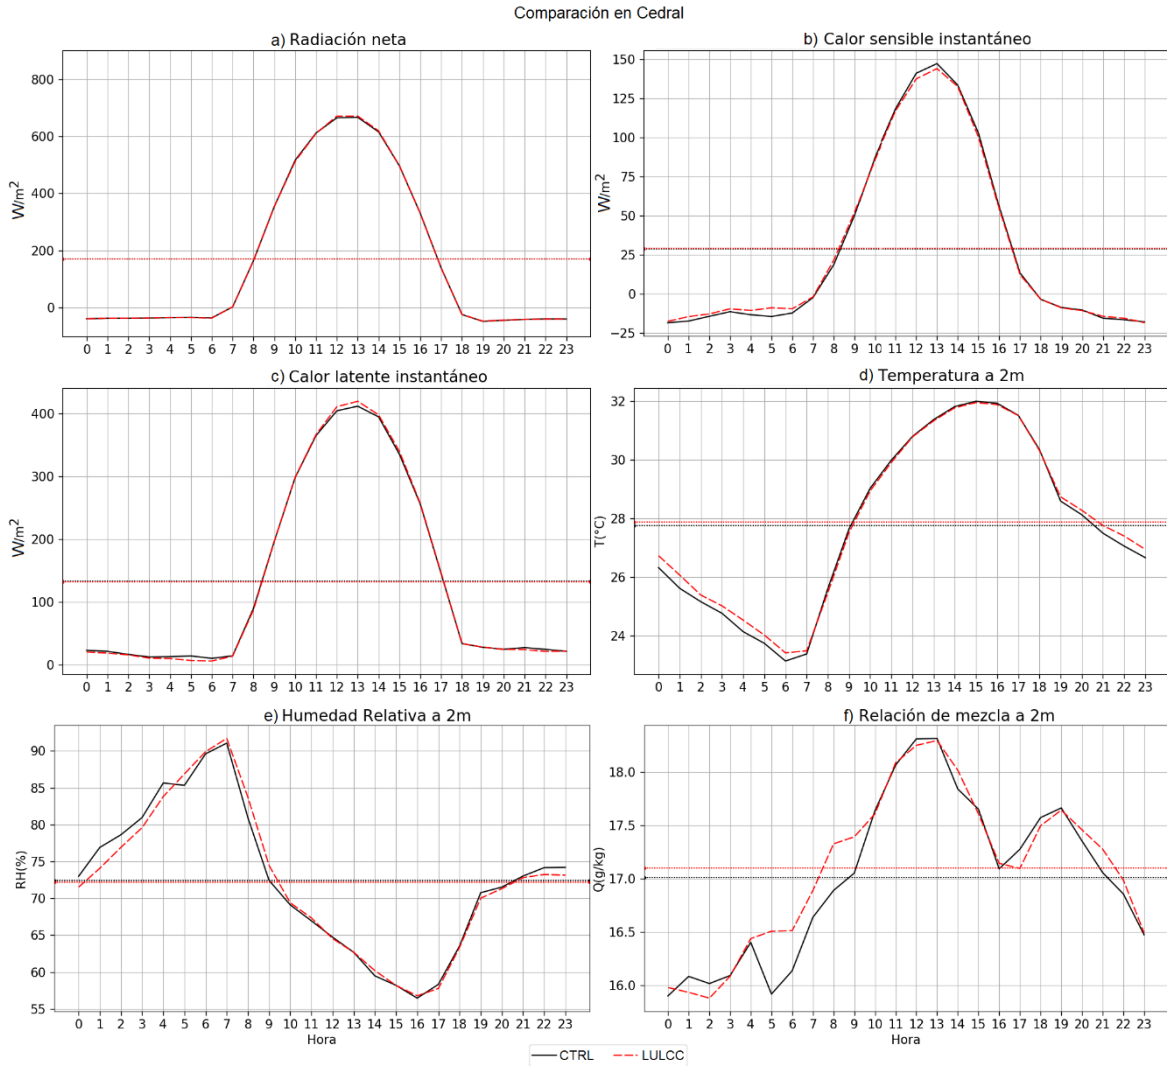 Comparación en Cedral
a) Radiación neta
W/m²
800
600
400
200
0
0 1 2 3 4 5 6 7 8 9 10 11 12 13 14 15 16 17 18 19 20 21 22 23
b) Calor sensible instantáneo
W/m²
150
125
100
75
50
25
0
−25
0 1 2 3 4 5 6 7 8 9 10 11 12 13 14 15 16 17 18 19 20 21 22 23
c) Calor latente instantáneo
W/m²
400
300
200
100
0
0 1 2 3 4 5 6 7 8 9 10 11 12 13 14 15 16 17 18 19 20 21 22 23
d) Temperatura a 2m
T(°C)
32
30
28
26
24
0 1 2 3 4 5 6 7 8 9 10 11 12 13 14 15 16 17 18 19 20 21 22 23
e) Humedad Relativa a 2m
RH(%)
90
85
80
75
70
65
60
55
0 1 2 3 4 5 6 7 8 9 10 11 12 13 14 15 16 17 18 19 20 21 22 23
Hora
f) Relación de mezcla a 2m
Q(g/kg)
18.0
17.5
17.0
16.5
16.0
0 1 2 3 4 5 6 7 8 9 10 11 12 13 14 15 16 17 18 19 20 21 22 23
Hora
CTRL LULCC